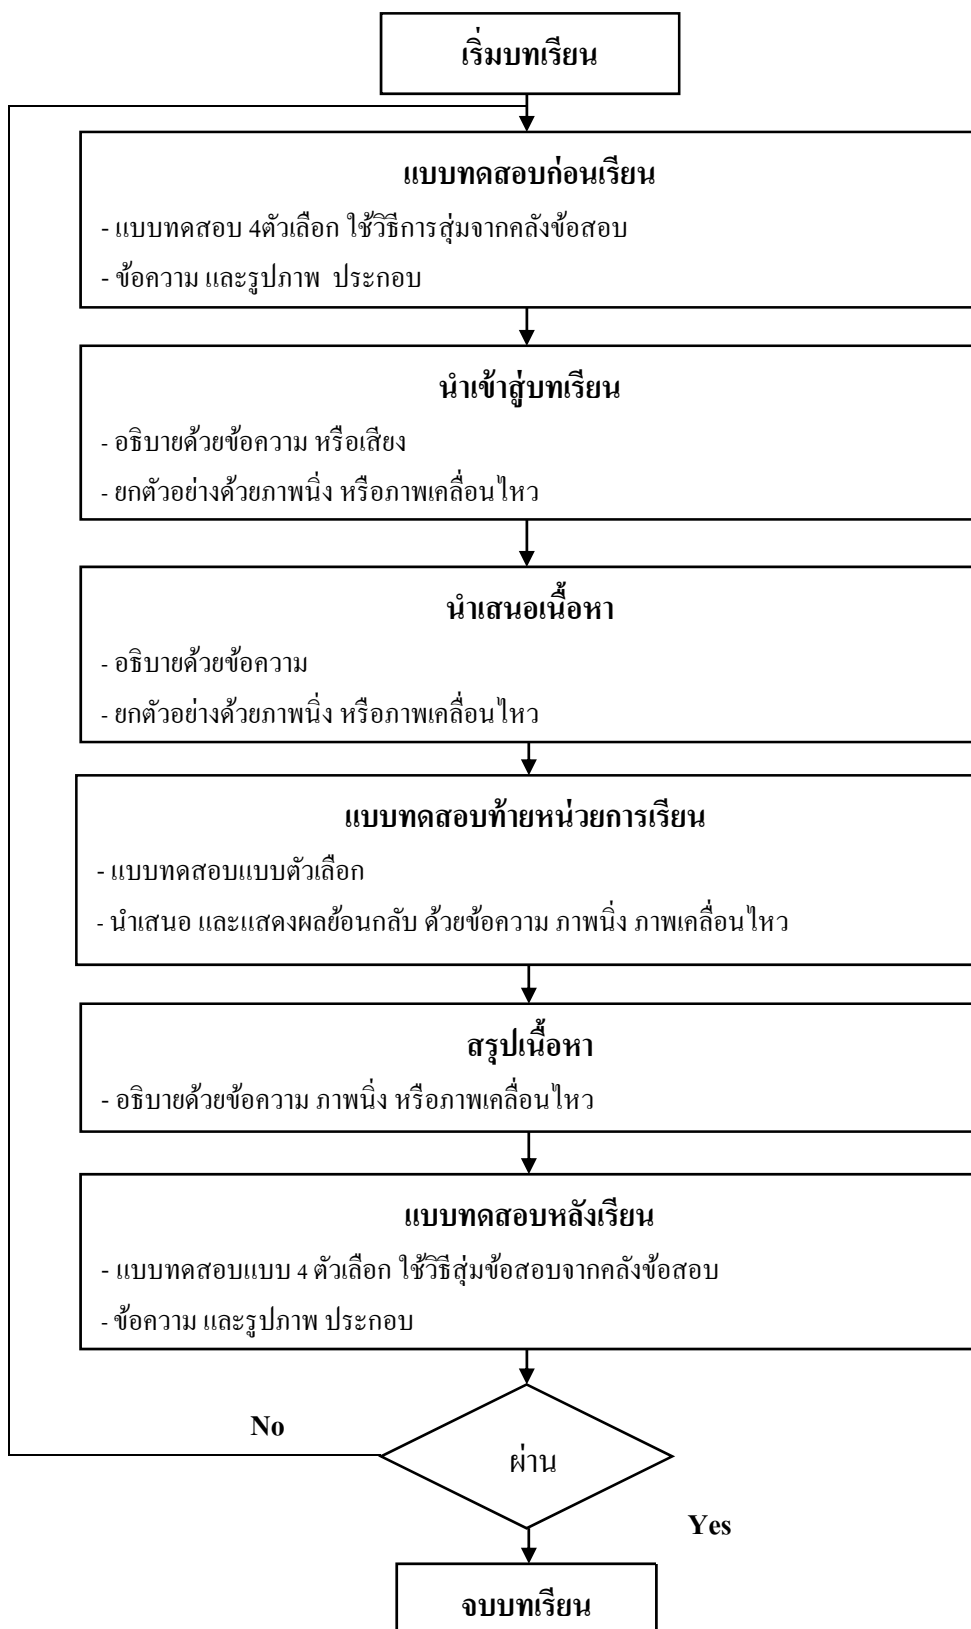 เริ่มบทเรียน
แบบทดสอบก่อนเรียน
- แบบทดสอบ 4ตัวเลือก ใช้วิธีการสุ่มจากคลังข้อสอบ
- ข้อความ และรูปภาพ ประกอบ
นำเข้าสู่บทเรียน
- อธิบายด้วยข้อความ หรือเสียง
- ยกตัวอย่างด้วยภาพนิ่ง หรือภาพเคลื่อนไหว
นำเสนอเนื้อหา
- อธิบายด้วยข้อความ
- ยกตัวอย่างด้วยภาพนิ่ง หรือภาพเคลื่อนไหว
แบบทดสอบท้ายหน่วยการเรียน
- แบบทดสอบแบบตัวเลือก
- นำเสนอ และแสดงผลย้อนกลับ ด้วยข้อความ ภาพนิ่ง ภาพเคลื่อนไหว
สรุปเนื้อหา
- อธิบายด้วยข้อความ ภาพนิ่ง หรือภาพเคลื่อนไหว
แบบทดสอบหลังเรียน
- แบบทดสอบแบบ 4 ตัวเลือก ใช้วิธีสุ่มข้อสอบจากคลังข้อสอบ
- ข้อความ และรูปภาพ ประกอบ
No
ผ่าน
Yes
จบบทเรียน